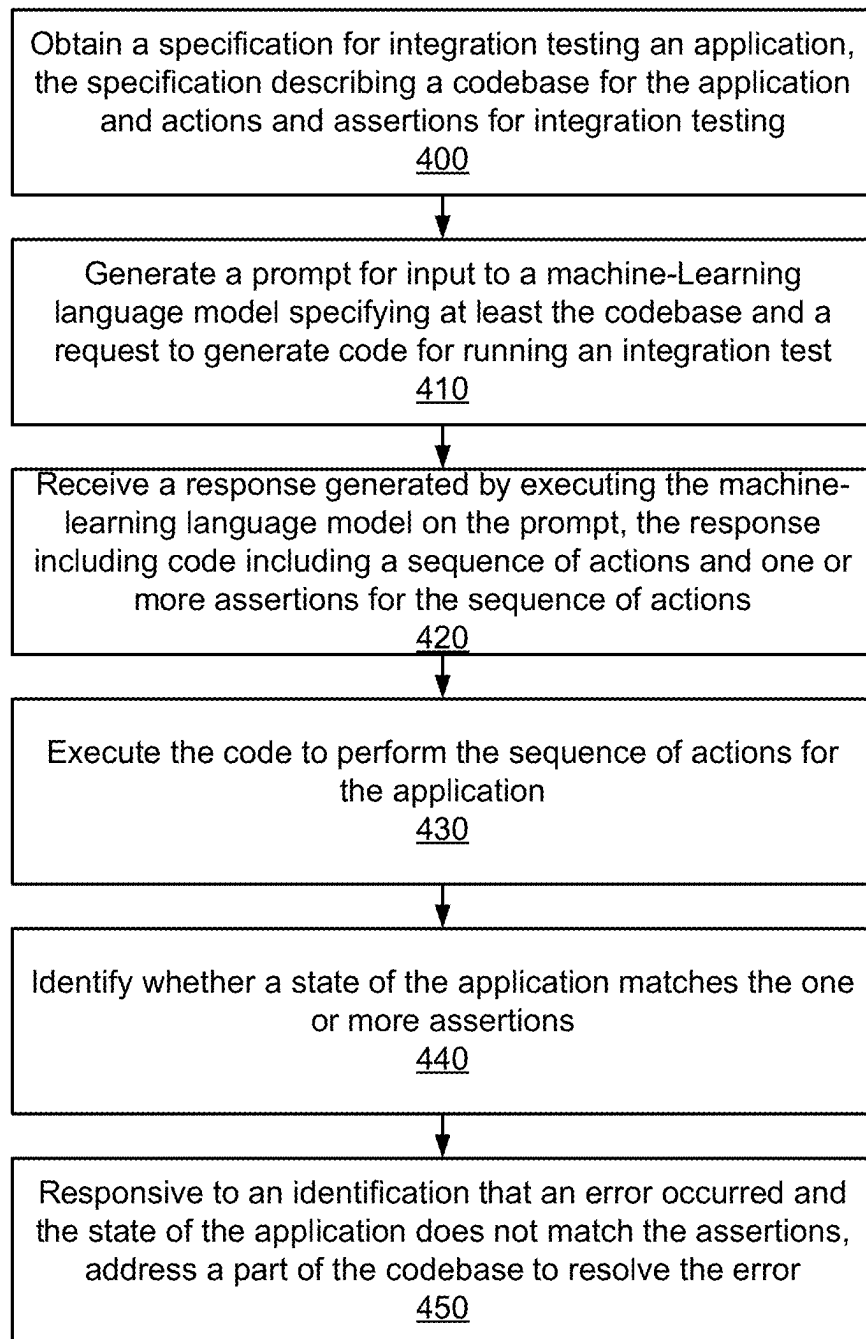 Obtain a specification for integration testing an application,
the specification describing a codebase for the application
and actions and assertions for integration testing
400
Generate a prompt for input to a machine-Learning
language model specifying at least the codebase and a
request to generate code for running an integration test
410
Receive a response generated by executing the machine-
learning language model on the prompt, the response
including code including a sequence of actions and one or
more assertions for the sequence of actions
420
Execute the code to perform the sequence of actions for
the application
430
Identify whether a state of the application matches the one
or more assertions
440
Responsive to an identification that an error occurred and
the state of the application does not match the assertions,
address a part of the codebase to resolve the error
450